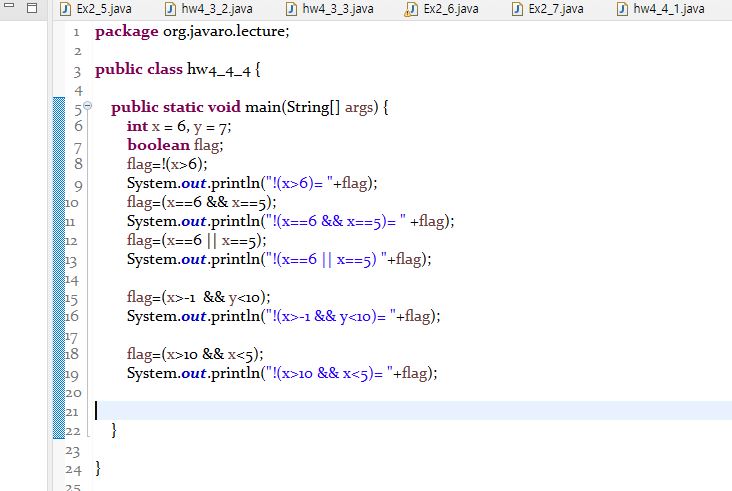 Ex2_5.java hw4_3_2.java hw4_3_3.java Ex2_6.java Ex2_7.java hw4_4_1.java
1 package org.javaro.lecture;
2
3 public class hw4_4_4 {
4
5 public static void main(String[] args) {
6 int x = 6, y = 7;
7 boolean flag;
8 flag=!(x>6);
9 System.out.println("!(x>6)= "+flag);
10 flag=(x==6 && x==5);
11 System.out.println("!(x==6 && x==5)= " +flag);
12 flag=(x==6 || x==5);
13 System.out.println("!(x==6 || x==5) "+flag);
14
15 flag=(x>-1 && y<10);
16 System.out.println("!(x>-1 && y<10)= "+flag);
17
18 flag=(x>10 && x<5);
19 System.out.println("!(x>10 && x<5)= "+flag);
20
21
22 }
23
24 }
25